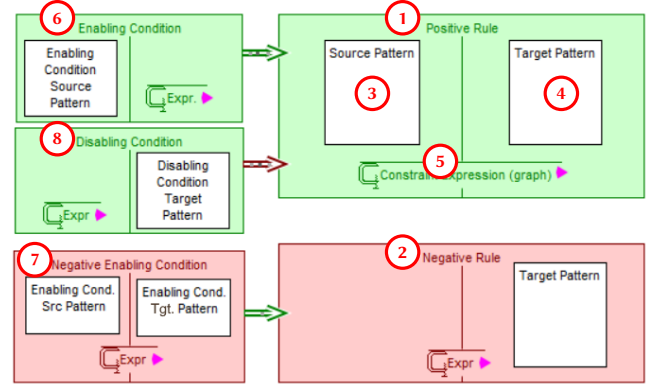 6
Enabling Condition
Enabling
Condition
Source
Pattern
Expr.
1
Positive Rule
Source Pattern
3
Target Pattern
4
5
Constraint Expression (graph)
8
Disabling Condition
Expr
Disabling
Condition
Target
Pattern
7
Negative Enabling Condition
Enabling Cond.
Src Pattern
Enabling Cond.
Tgt. Pattern
Expr
2
Negative Rule
Target Pattern
Expr